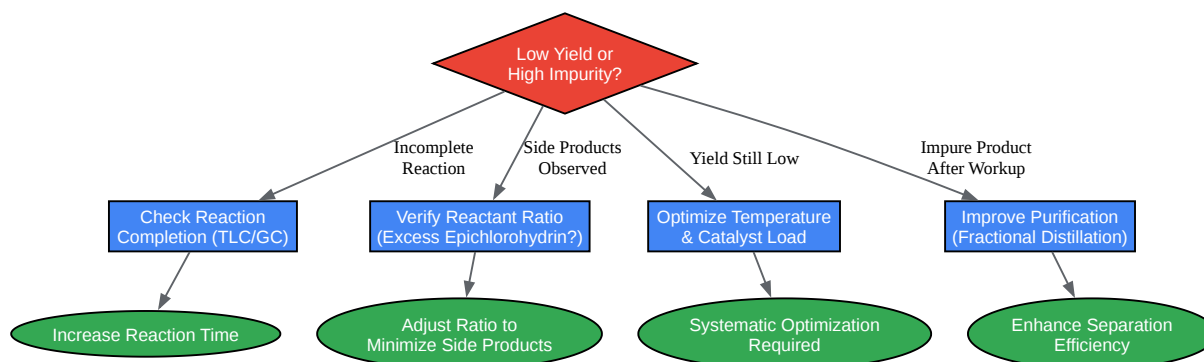 Low Yield or
High Impurity?
Incomplete
Reaction
Side Products
Observed
Yield Still Low
Impure Product
After Workup
Check Reaction
Completion (TLC/GC)
Verify Reactant Ratio
(Excess Epichlorohydrin?)
Optimize Temperature
& Catalyst Load
Improve Purification
(Fractional Distillation)
Increase Reaction Time
Adjust Ratio to
Minimize Side Products
Systematic Optimization
Required
Enhance Separation
Efficiency